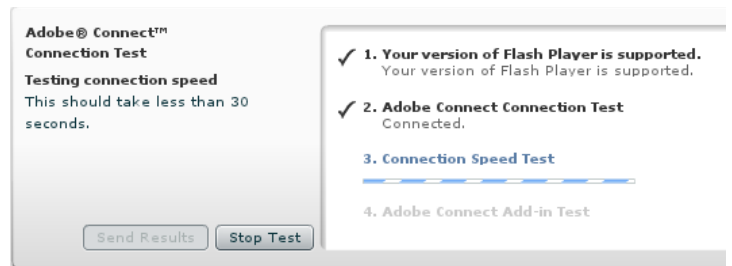 Adobe® Connect™
Connection Test
Testing connection speed
This should take less than 30
seconds.
Send Results
Stop Test
1. Your version of Flash Player is supported.
Your version of Flash Player is supported.
2. Adobe Connect Connection Test
Connected.
3. Connection Speed Test
4. Adobe Connect Add-in Test